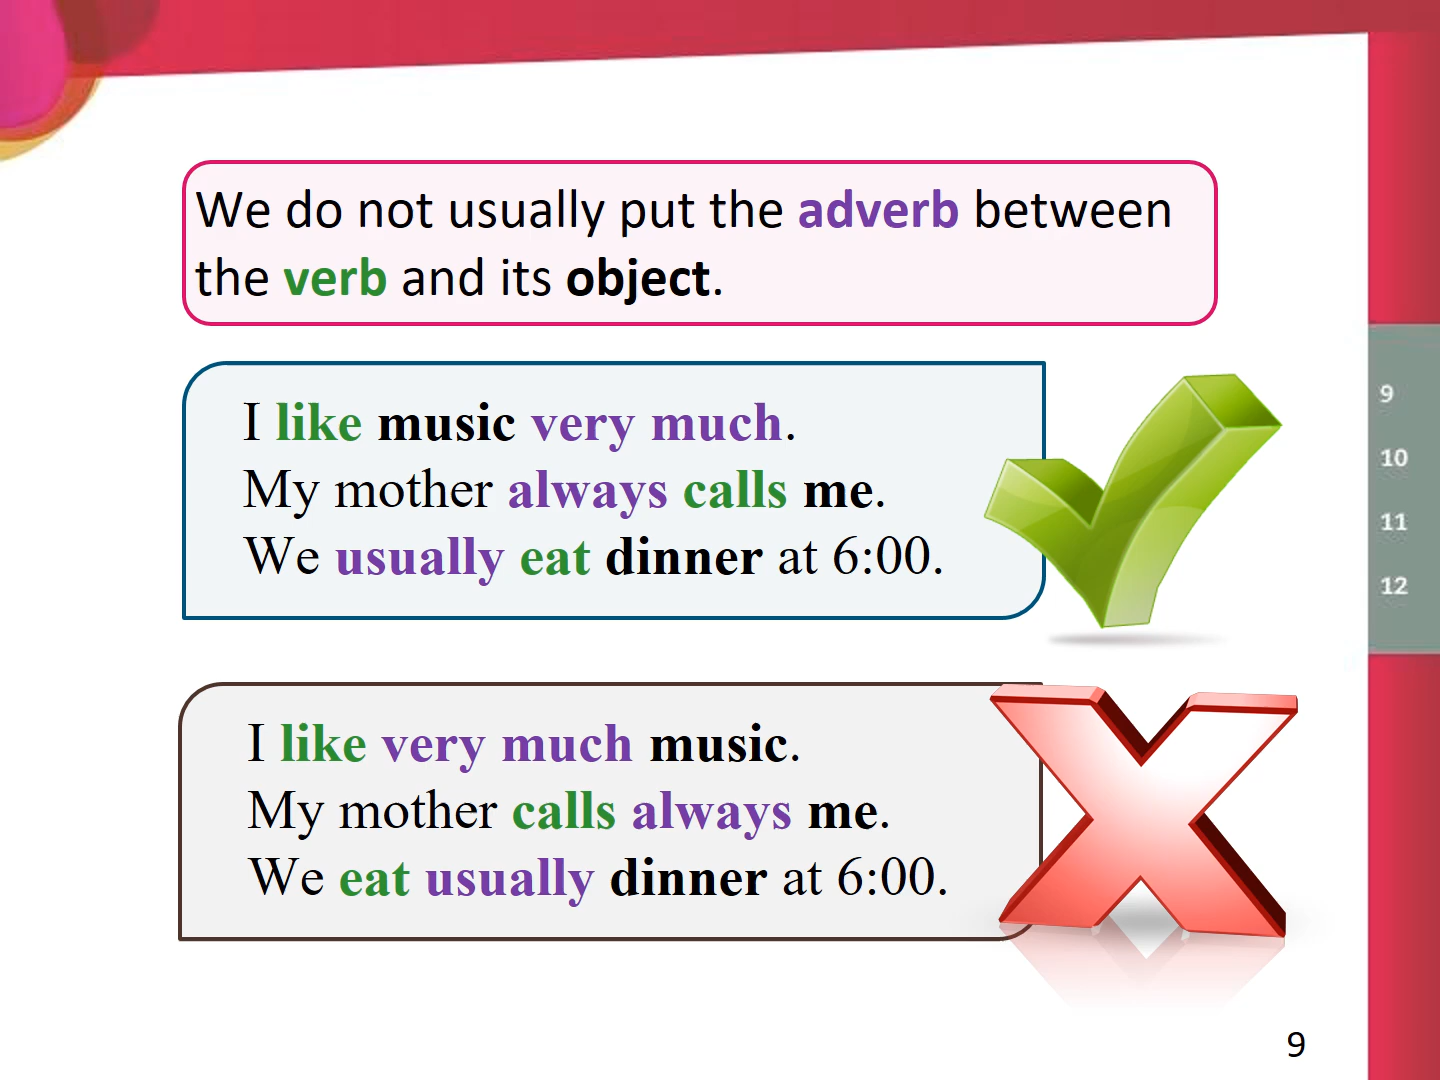 We do not usually put the adverb between
the verb and its object.
I like music very much.
My mother always calls me.
We usually eat dinner at 6:00.
I like very much music.
My mother calls always me.
We eat usually dinner at 6:00.
9
10
11
12
9